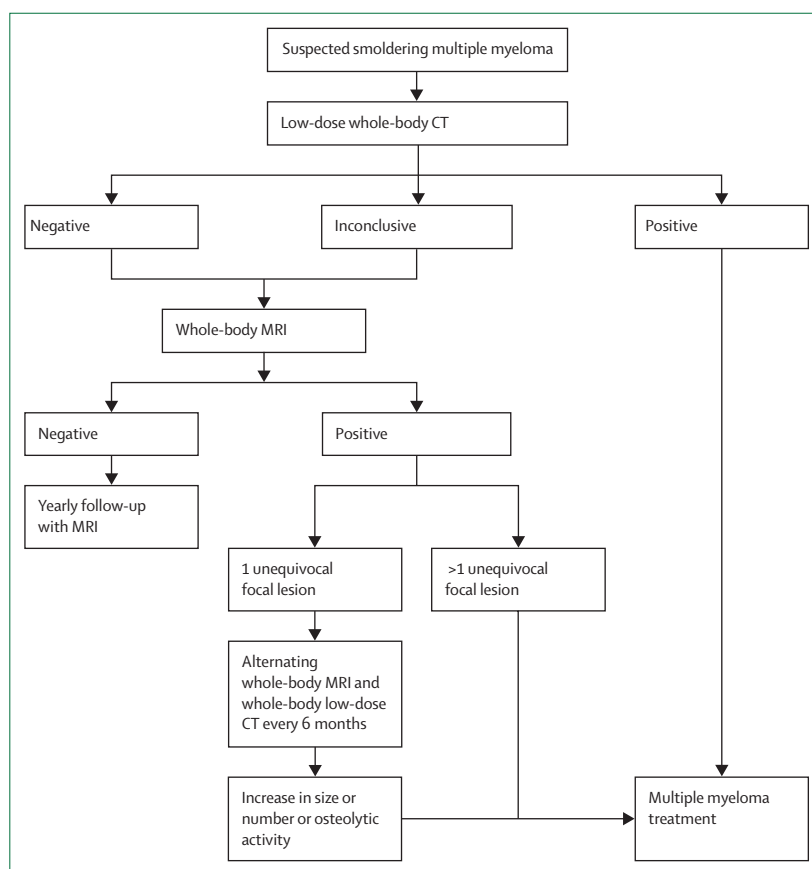 Suspected smoldering multiple myeloma
Low-dose whole-body CT
Negative
Inconclusive
Positive
Whole-body MRI
Negative
Positive
Yearly follow-up
with MRI
1 unequivocal
focal lesion
>1 unequivocal
focal lesion
Alternating
whole-body MRI and
whole-body low-dose
CT every 6 months
Increase in size or
number or osteolytic
activity
Multiple myeloma
treatment